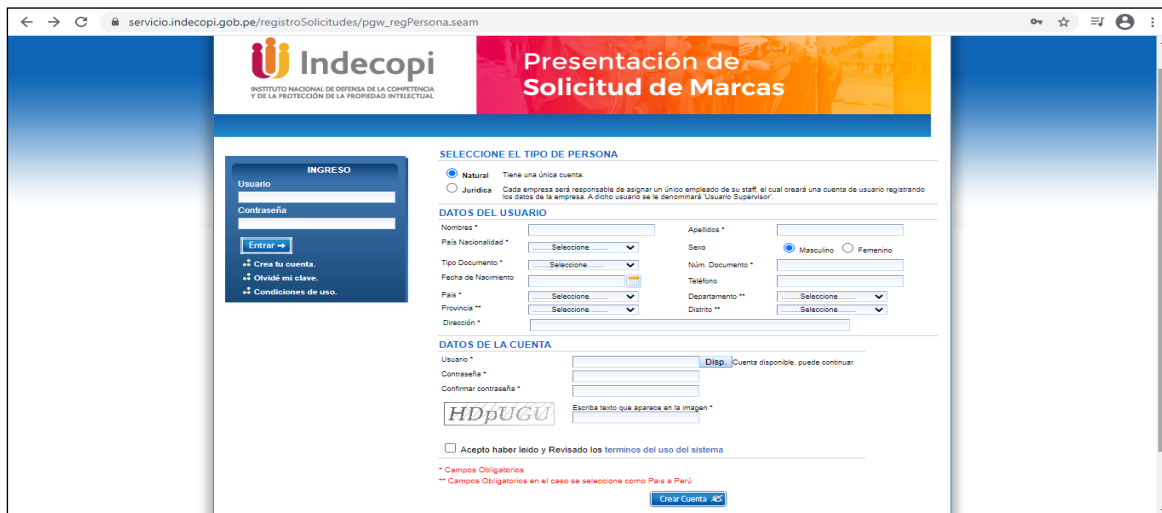 servicio.indecopi.gob.pe/registroSolicitudes/pgw_regPersona.seam
Indecopi
INSTITUTO NACIONAL DE DEFENSA DE LA COMPETENCIA
Y DE LA PROTECCIÓN DE LA PROPIEDAD INTELECTUAL
Presentación de
Solicitud de Marcas
INGRESO
Usuario
Contraseña
Entrar
Crea tu cuenta.
Olvidé mi clave.
Condiciones de uso.
SELECCIONE EL TIPO DE PERSONA
Natural Tiene una única cuenta.
Jurídica Cada empresa será responsable de asignar un único empleado de su staff, el cual creará una cuenta de usuario registrando
los datos de la empresa. A dicho usuario se le denominará 'Usuario Supervisor'.
DATOS DEL USUARIO
Nombres * Apellidos *
País Nacionalidad * .........Seleccione......... Sexo Masculino Femenino
Tipo Documento * .........Seleccione......... Núm. Documento *
Fecha de Nacimiento Teléfono
País * .........Seleccione......... Departamento ** .........Seleccione.........
Provincia ** .........Seleccione......... Distrito ** .........Seleccione.........
Dirección *
DATOS DE LA CUENTA
Usuario * Disp. Cuenta disponible, puede continuar
Contraseña *
Confirmar contraseña *
HDpUGU Escriba texto que aparece en la imagen *
Acepto haber leido y Revisado los terminos del uso del sistema
* Campos Obligatorios
** Campos Obligatorios en el caso se seleccione como País a Perú
Crear Cuenta